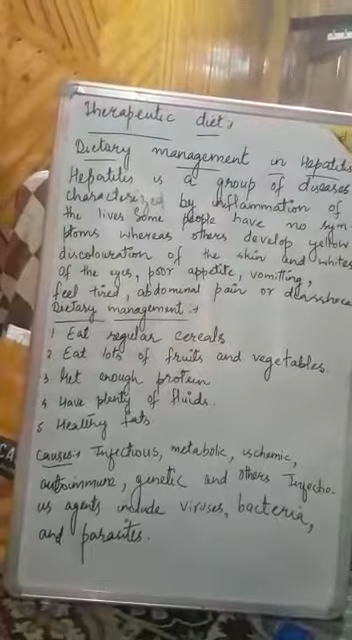 Therapeutic diet :
Dietary management in Hepatitis
Hepatitis is a group of diseases
characterized by inflammation of
the lives Some people have no sym-
ptoms whereas others develop yellow
discolouration of the skin and whites
of the eyes, poor appetite, vomitting,
feel tired, abdominal pain or diarrhoea
Dietary management :
1 Eat regular cereals
2. Eat lots of fruits and vegetables.
3. Get enough protein
4. Have plenty of fluids.
5 Healthy fats
Causes : Infectious, metabolic, ischemic,
autoimmune, genetic and others Infectio-
us agents include viruses, bacteria,
and parasites.